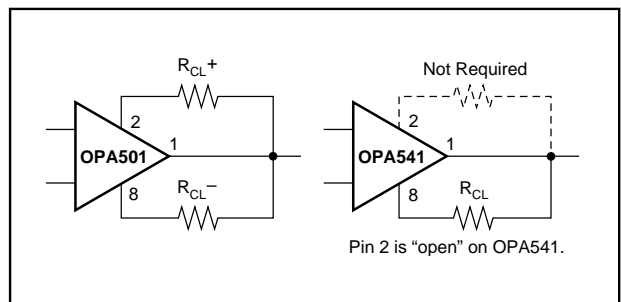 R_CL+
2
OPA501
1
8
R_CL–
Not Required
2
OPA541
1
8
R_CL
Pin 2 is “open” on OPA541.